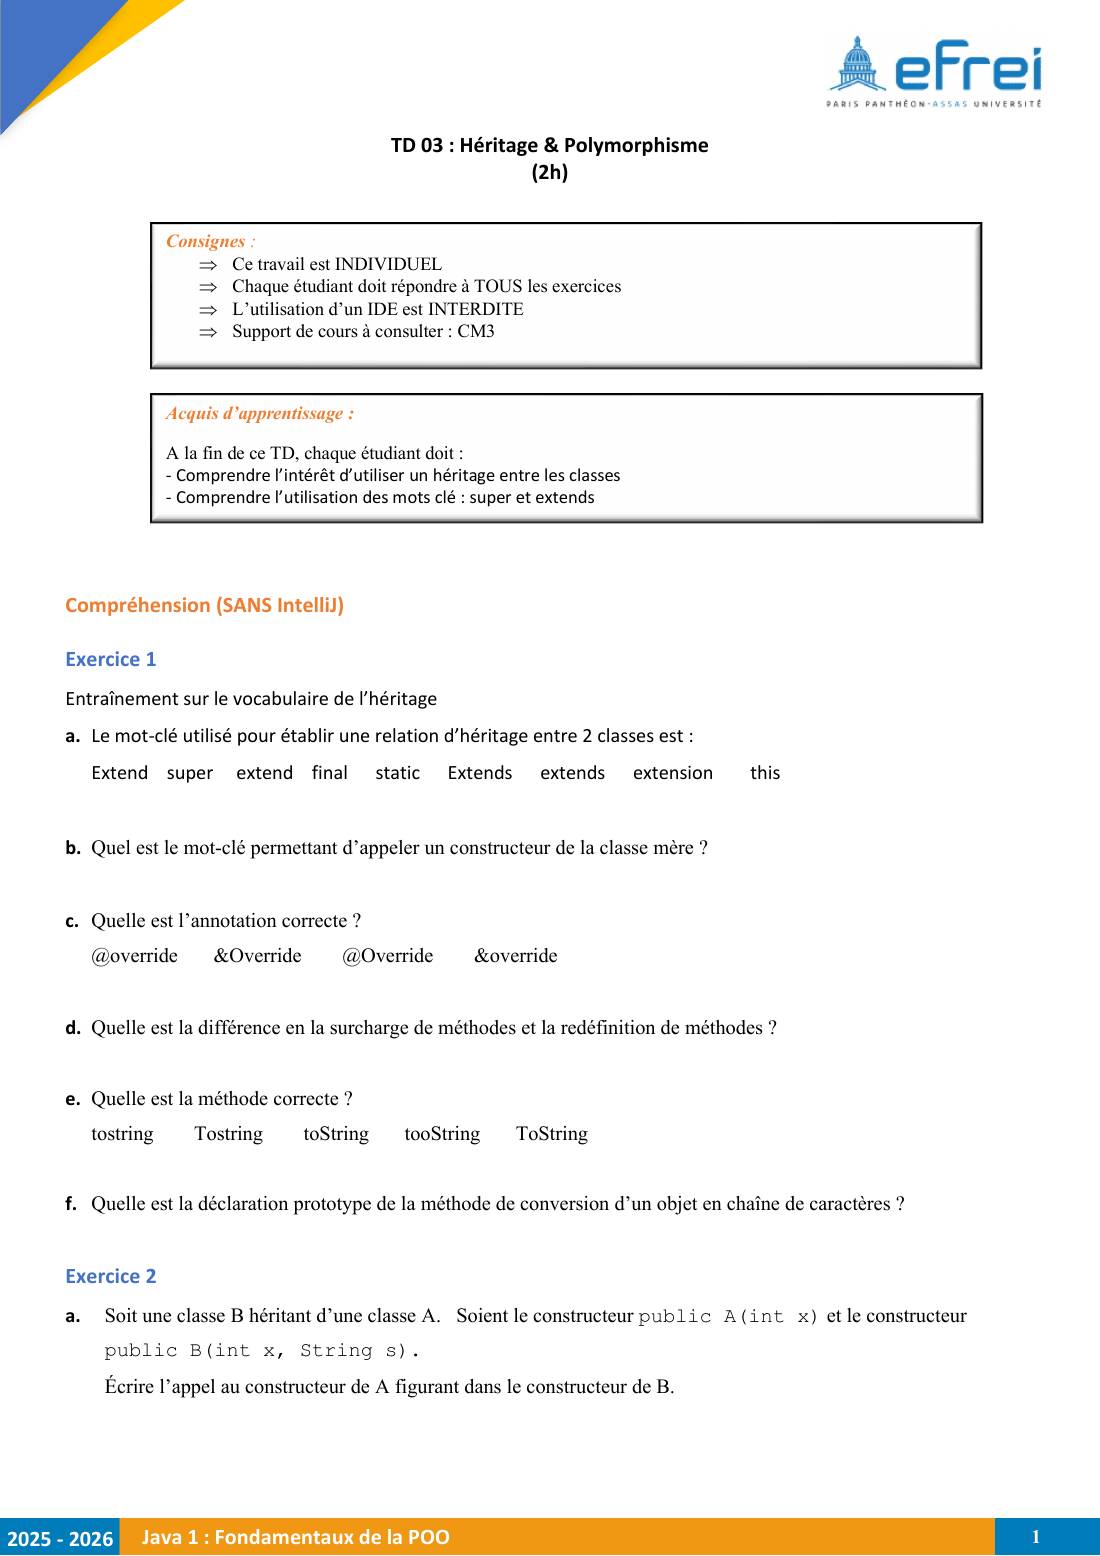 efrei
PARIS PANTHÉON-ASSAS UNIVERSITÉ
TD 03 : Héritage & Polymorphisme
(2h)
Consignes :
⇒ Ce travail est INDIVIDUEL
⇒ Chaque étudiant doit répondre à TOUS les exercices
⇒ L’utilisation d’un IDE est INTERDITE
⇒ Support de cours à consulter : CM3
Acquis d’apprentissage :
A la fin de ce TD, chaque étudiant doit :
- Comprendre l’intérêt d’utiliser un héritage entre les classes
- Comprendre l’utilisation des mots clé : super et extends
Compréhension (SANS IntelliJ)
Exercice 1
Entraînement sur le vocabulaire de l’héritage
a. Le mot-clé utilisé pour établir une relation d’héritage entre 2 classes est :
Extend super extend final static Extends extends extension this
b. Quel est le mot-clé permettant d’appeler un constructeur de la classe mère ?
c. Quelle est l’annotation correcte ?
@override &Override @Override &override
d. Quelle est la différence en la surcharge de méthodes et la redéfinition de méthodes ?
e. Quelle est la méthode correcte ?
tostring Tostring toString tooString ToString
f. Quelle est la déclaration prototype de la méthode de conversion d’un objet en chaîne de caractères ?
Exercice 2
a. Soit une classe B héritant d’une classe A. Soient le constructeur public A(int x) et le constructeur
public B(int x, String s).
Écrire l’appel au constructeur de A figurant dans le constructeur de B.
2025 - 2026 Java 1 : Fondamentaux de la POO 1